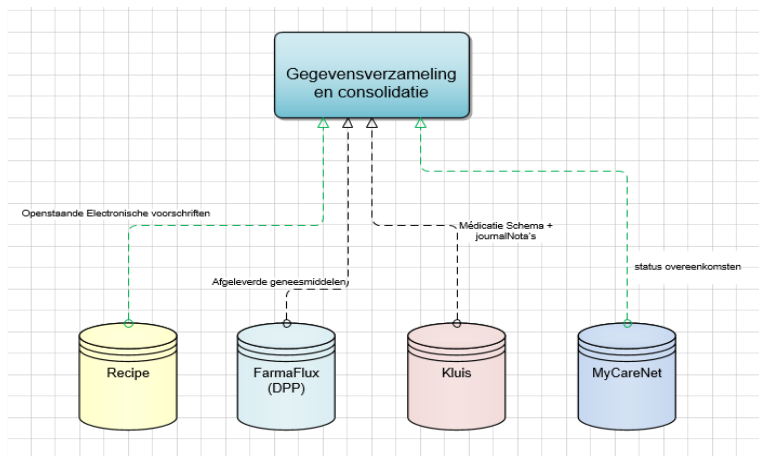 Gegevensverzameling
en consolidatie
Openstaande Electronische voorschriften
Médicatie Schema +
journalNota's
Afgeleverde geneesmiddelen
status overeenkomsten
Recipe
FarmaFlux
(DPP)
Kluis
MyCareNet